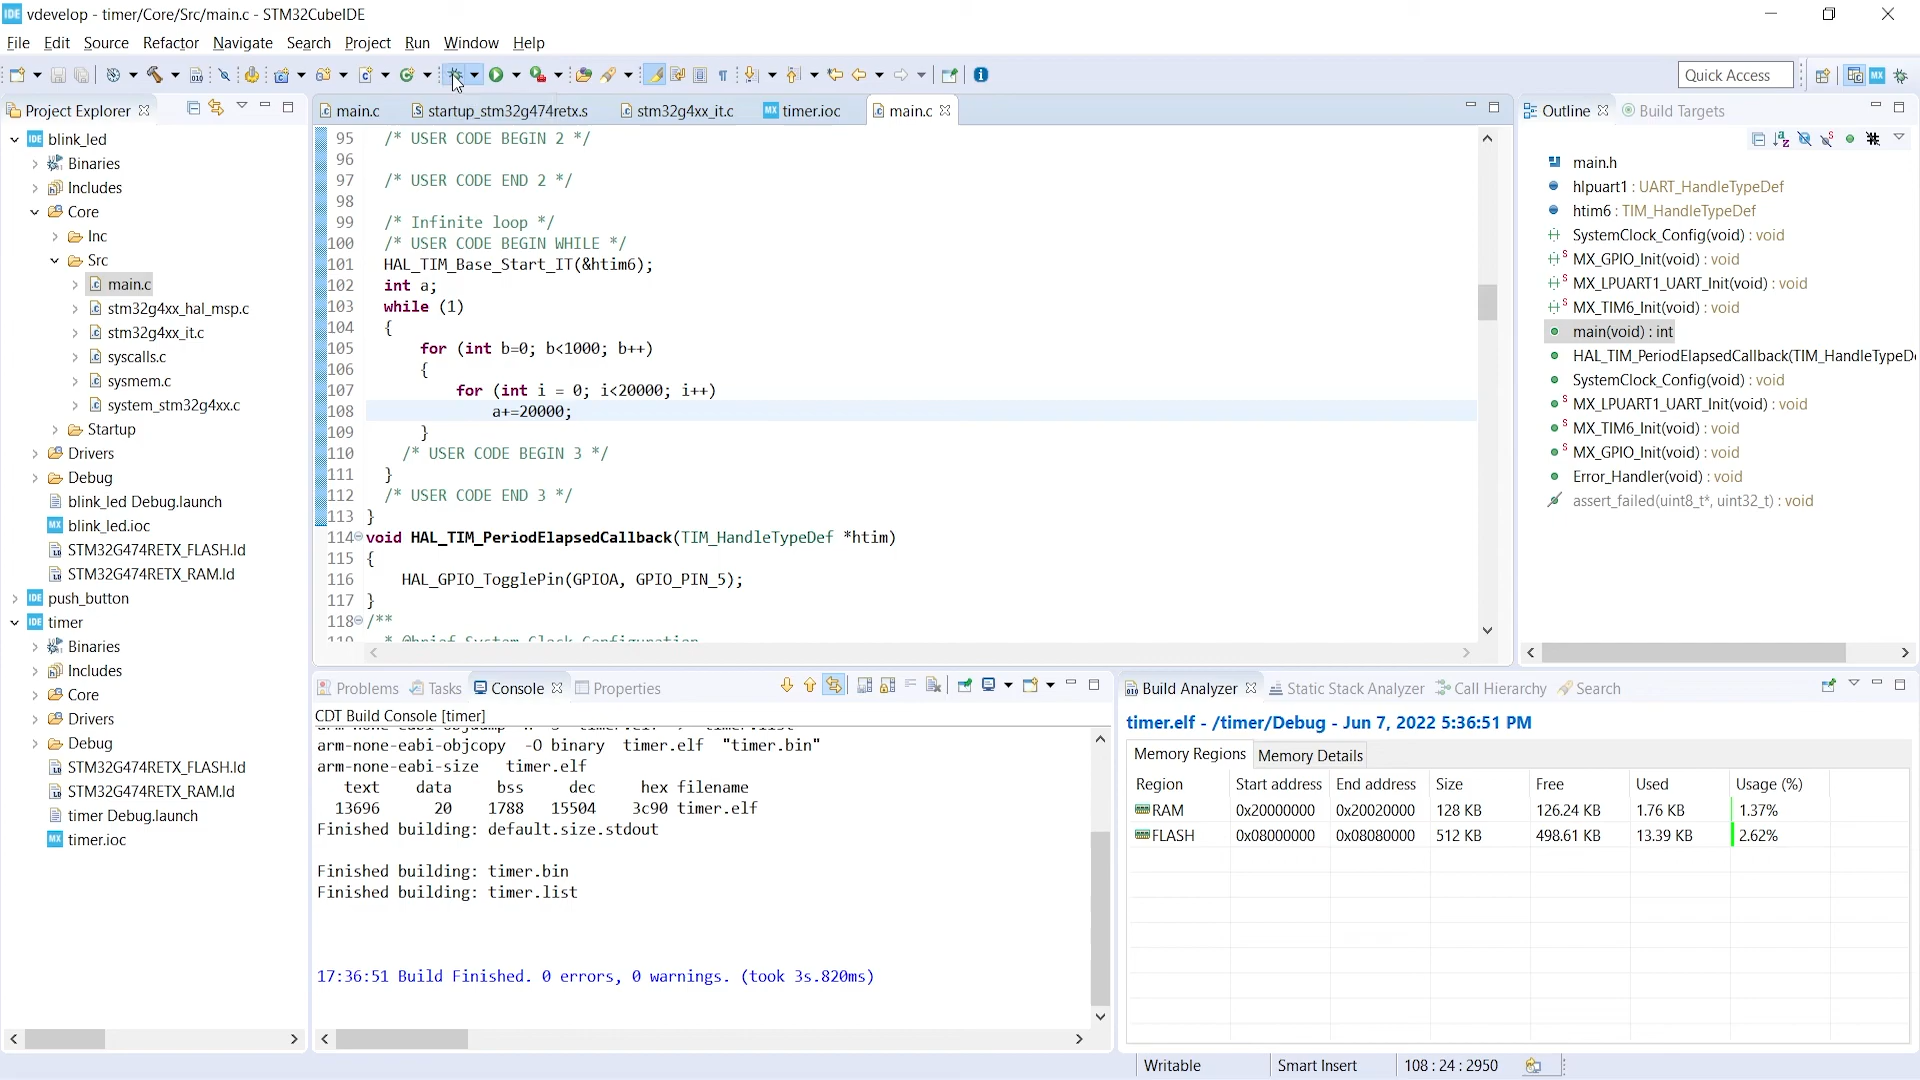 IDE vdevelop - timer/Core/Src/main.c - STM32CubeIDE
File Edit Source Refactor Navigate Search Project Run Window Help
Quick Access
Project Explorer
blink_led
Binaries
Includes
Core
Inc
Src
main.c
stm32g4xx_hal_msp.c
stm32g4xx_it.c
syscalls.c
sysmem.c
system_stm32g4xx.c
Startup
Drivers
Debug
blink_led Debug.launch
blink_led.ioc
STM32G474RETX_FLASH.ld
STM32G474RETX_RAM.ld
push_button
timer
Binaries
Includes
Core
Drivers
Debug
STM32G474RETX_FLASH.ld
STM32G474RETX_RAM.ld
timer Debug.launch
timer.ioc
main.c startup_stm32g474retx.s stm32g4xx_it.c timer.ioc main.c
95 /* USER CODE BEGIN 2 */
96
97 /* USER CODE END 2 */
98
99 /* Infinite loop */
100 /* USER CODE BEGIN WHILE */
101 HAL_TIM_Base_Start_IT(&htim6);
102 int a;
103 while (1)
104 {
105 for (int b=0; b<1000; b++)
106 {
107 for (int i = 0; i<20000; i++)
108 a+=20000;
109 }
110 /* USER CODE BEGIN 3 */
111 }
112 /* USER CODE END 3 */
113 }
114 void HAL_TIM_PeriodElapsedCallback(TIM_HandleTypeDef *htim)
115 {
116 HAL_GPIO_TogglePin(GPIOA, GPIO_PIN_5);
117 }
118 /**
119 * @brief System Clock Configuration
Outline Build Targets
main.h
hlpuart1 : UART_HandleTypeDef
htim6 : TIM_HandleTypeDef
SystemClock_Config(void) : void
MX_GPIO_Init(void) : void
MX_LPUART1_UART_Init(void) : void
MX_TIM6_Init(void) : void
main(void) : int
HAL_TIM_PeriodElapsedCallback(TIM_HandleTypeD
SystemClock_Config(void) : void
MX_LPUART1_UART_Init(void) : void
MX_TIM6_Init(void) : void
MX_GPIO_Init(void) : void
Error_Handler(void) : void
assert_failed(uint8_t*, uint32_t) : void
Problems Tasks Console Properties
CDT Build Console [timer]
arm-none-eabi-objcopy -O binary timer.elf "timer.bin"
arm-none-eabi-size timer.elf
text data bss dec hex filename
13696 20 1788 15504 3c90 timer.elf
Finished building: default.size.stdout
Finished building: timer.bin
Finished building: timer.list
17:36:51 Build Finished. 0 errors, 0 warnings. (took 3s.820ms)
Build Analyzer Static Stack Analyzer Call Hierarchy Search
timer.elf - /timer/Debug - Jun 7, 2022 5:36:51 PM
Memory Regions Memory Details
Region Start address End address Size Free Used Usage (%)
RAM 0x20000000 0x20020000 128 KB 126.24 KB 1.76 KB 1.37%
FLASH 0x08000000 0x08080000 512 KB 498.61 KB 13.39 KB 2.62%
Writable Smart Insert 108 : 24 : 2950